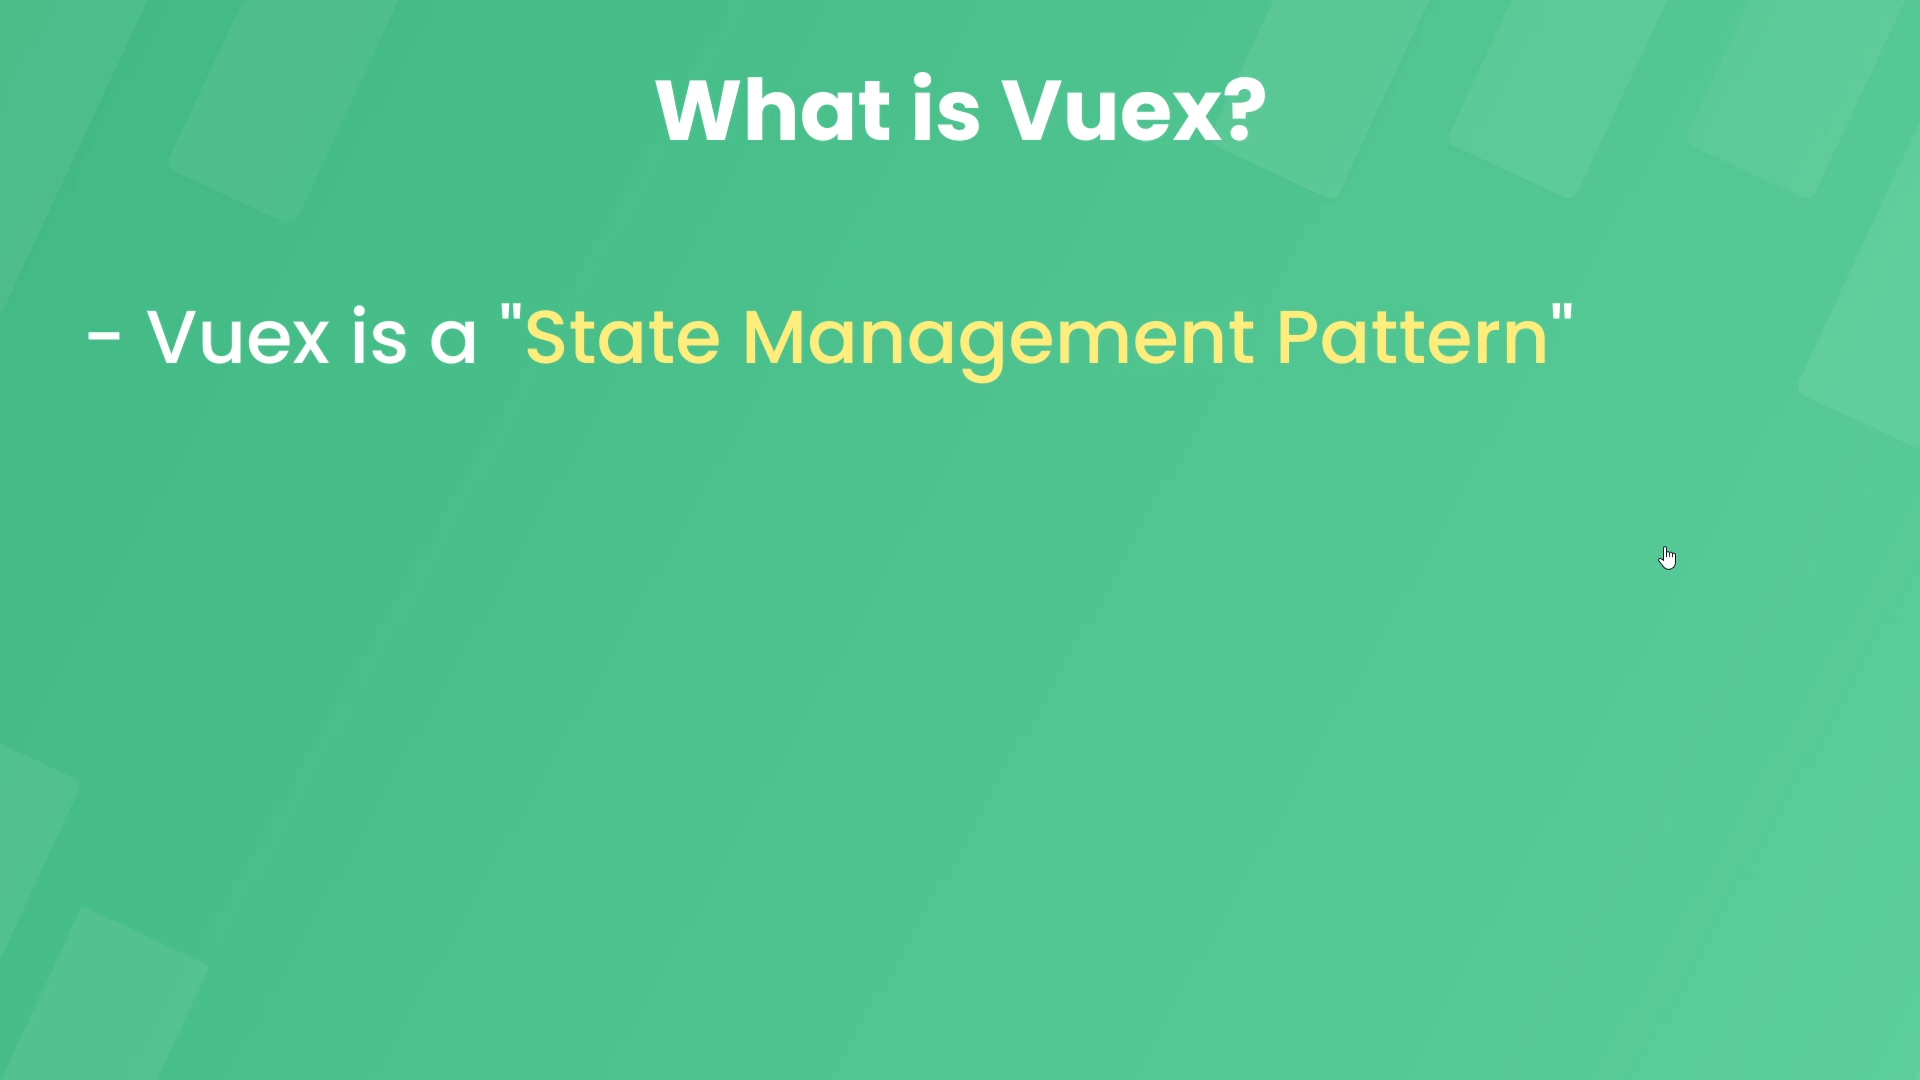 What is Vuex?
- Vuex is a "State Management Pattern"